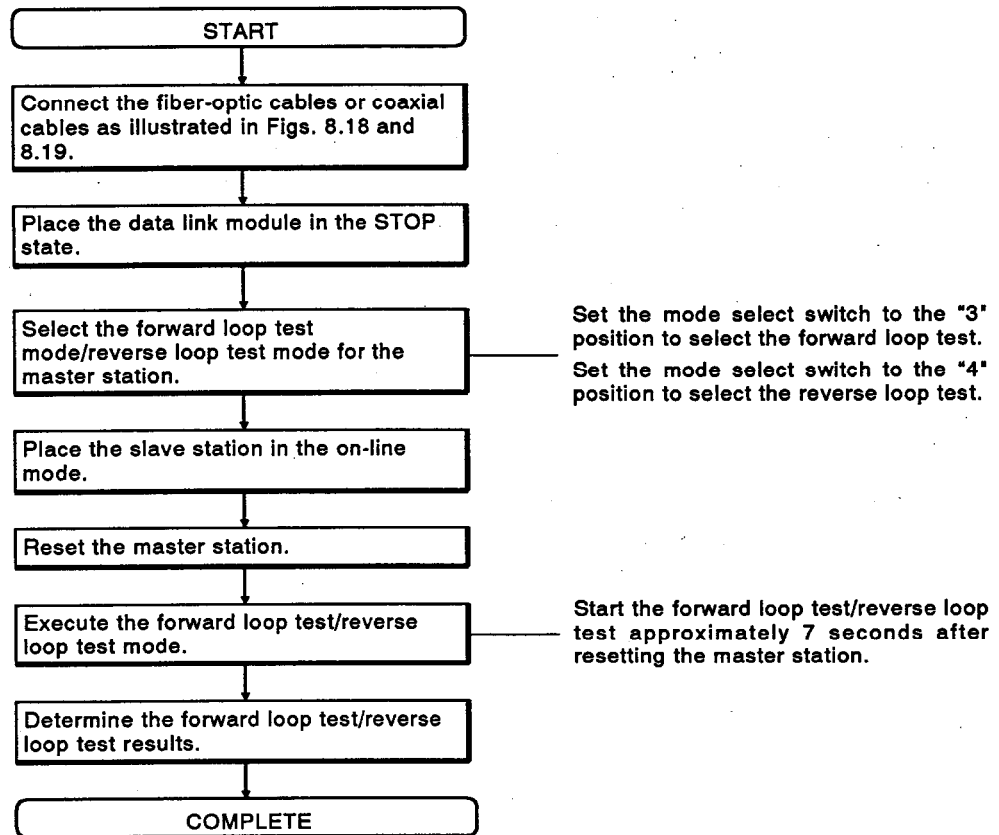 START
Connect the fiber-optic cables or coaxial
cables as illustrated in Figs. 8.18 and
8.19.
Place the data link module in the STOP
state.
Select the forward loop test
mode/reverse loop test mode for the
master station.
Set the mode select switch to the "3"
position to select the forward loop test.
Set the mode select switch to the "4"
position to select the reverse loop test.
Place the slave station in the on-line
mode.
Reset the master station.
Execute the forward loop test/reverse
loop test mode.
Start the forward loop test/reverse loop
test approximately 7 seconds after
resetting the master station.
Determine the forward loop test/reverse
loop test results.
COMPLETE